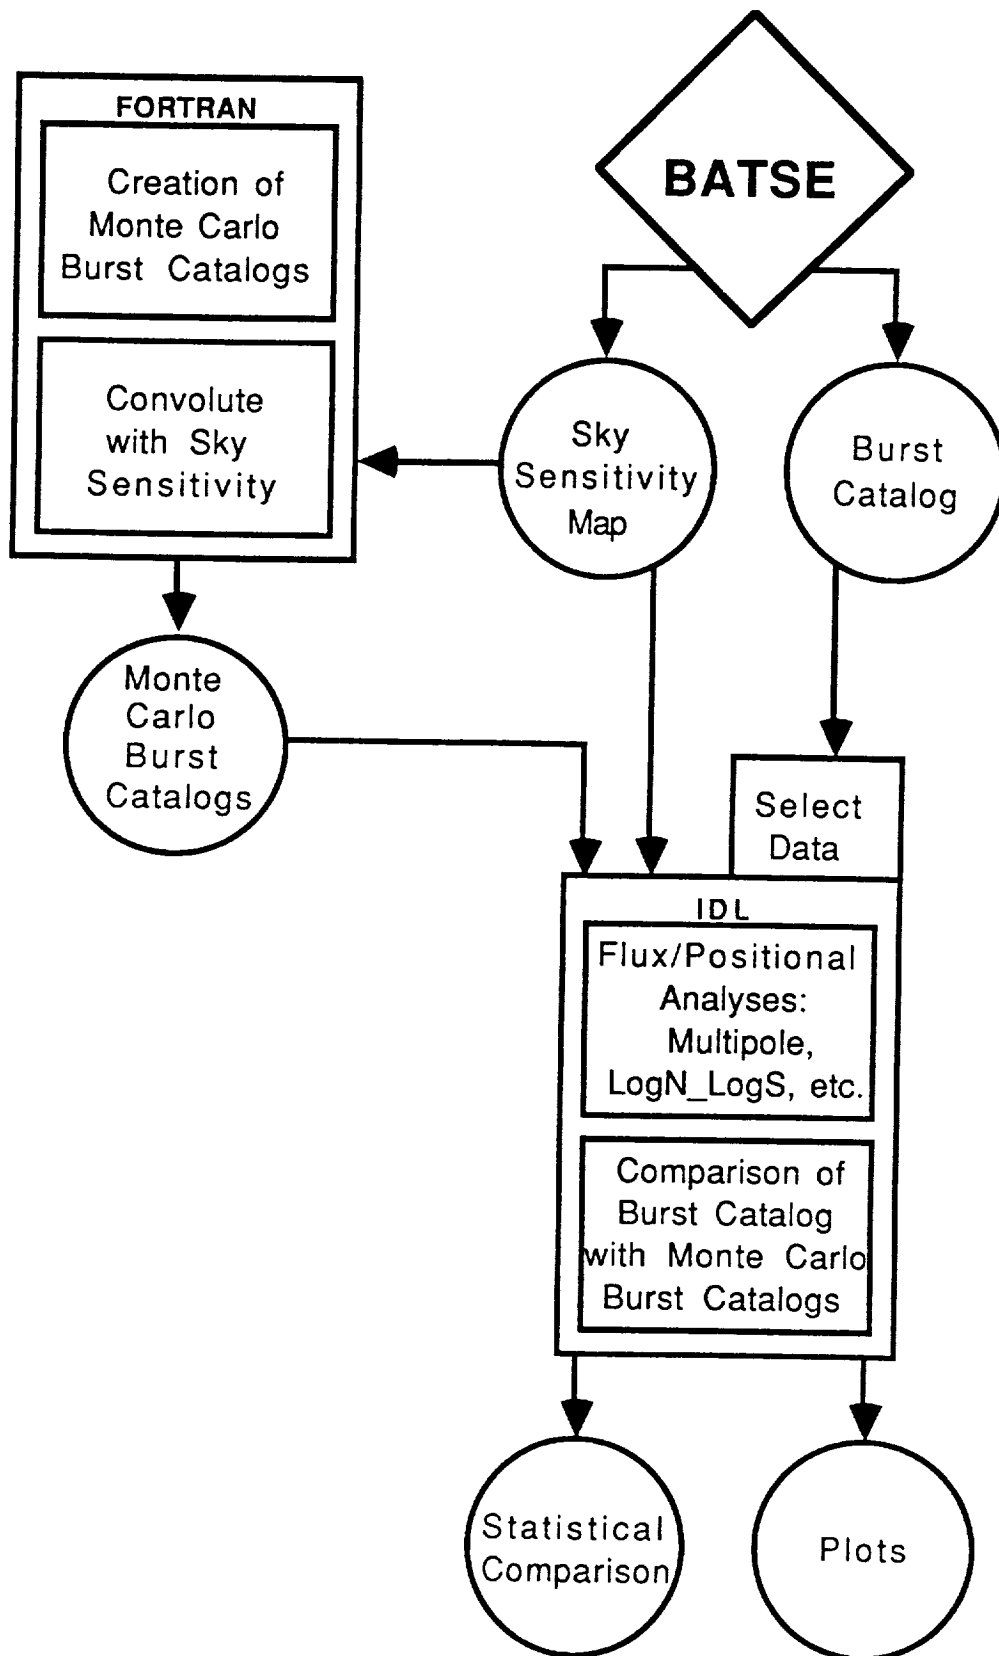 FORTRAN
Creation of
Monte Carlo
Burst Catalogs
Convolute
with Sky
Sensitivity
BATSE
Sky
Sensitivity
Map
Burst
Catalog
Monte
Carlo
Burst
Catalogs
Select
Data
IDL
Flux/Positional
Analyses:
Multipole,
LogN_LogS, etc.
Comparison of
Burst Catalog
with Monte Carlo
Burst Catalogs
Statistical
Comparison
Plots